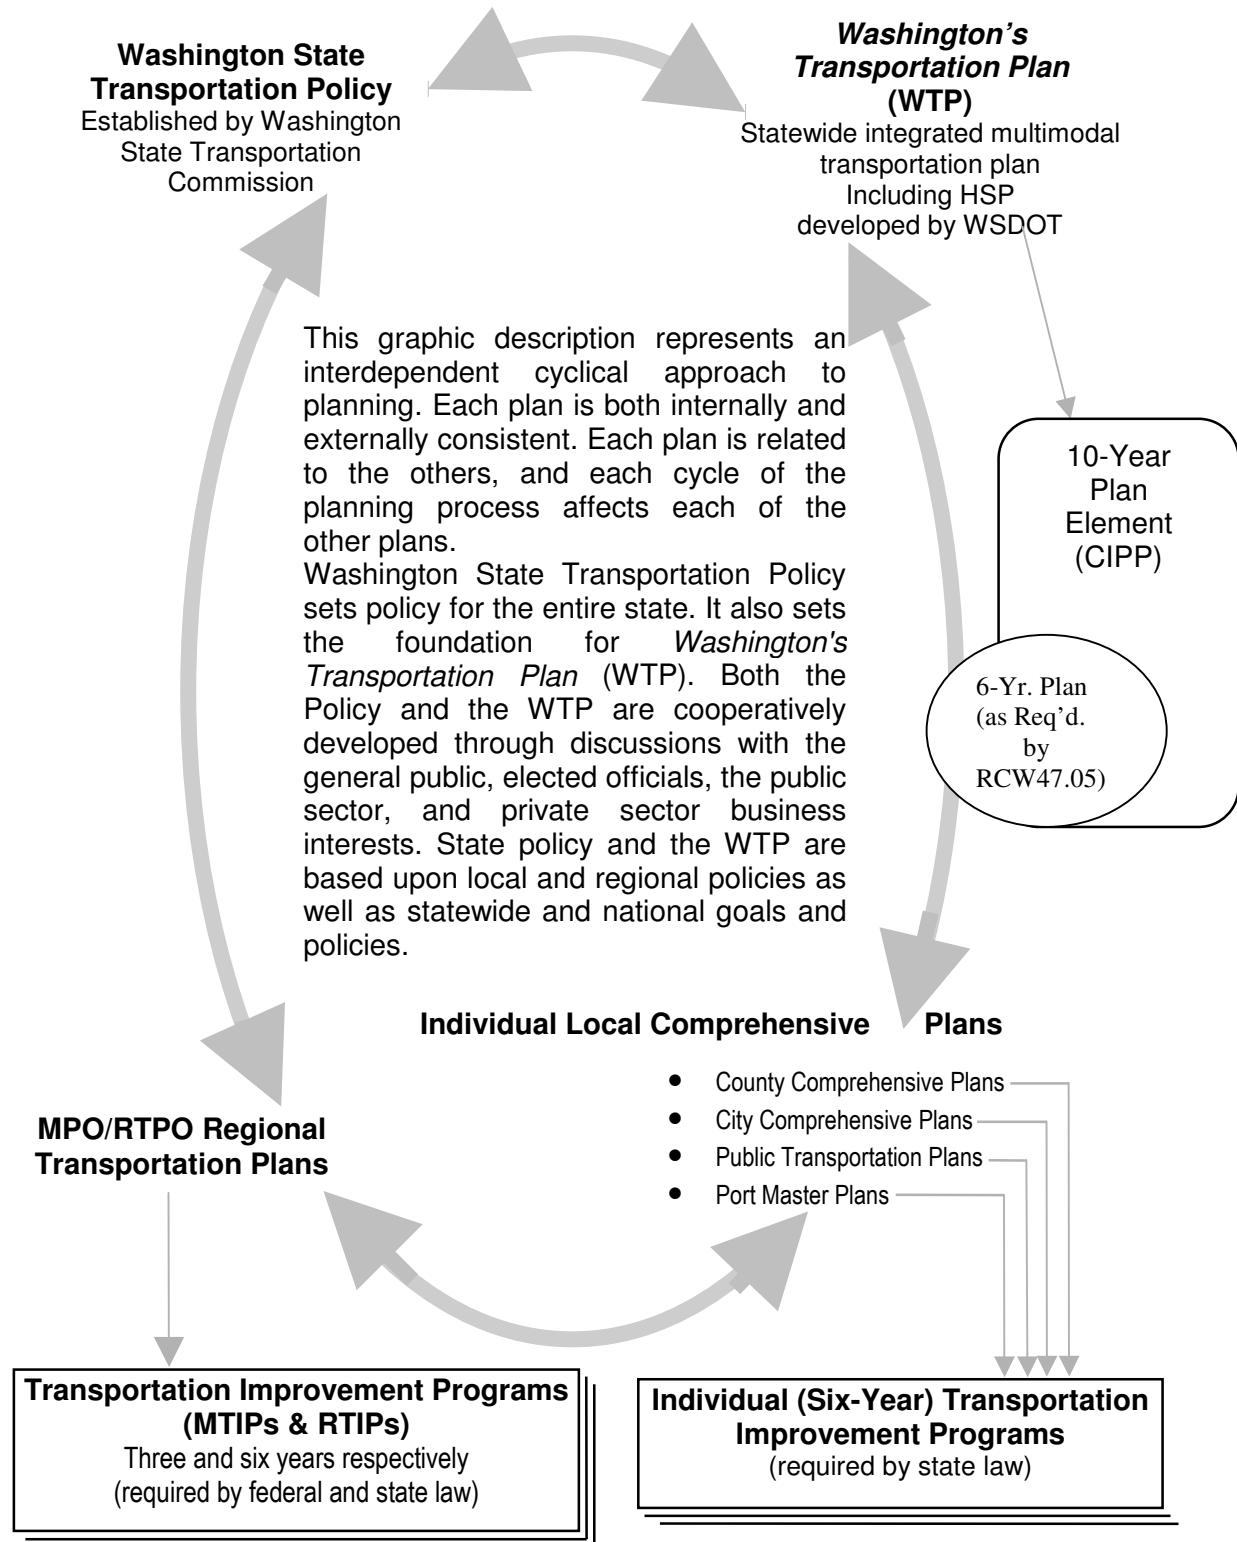 Washington State
Transportation Policy
Established by Washington
State Transportation
Commission
Washington's
Transportation Plan
(WTP)
Statewide integrated multimodal
transportation plan
Including HSP
developed by WSDOT
This graphic description represents an
interdependent cyclical approach to
planning. Each plan is both internally and
externally consistent. Each plan is related
to the others, and each cycle of the
planning process affects each of the
other plans.
Washington State Transportation Policy
sets policy for the entire state. It also sets
the foundation for Washington's
Transportation Plan (WTP). Both the
Policy and the WTP are cooperatively
developed through discussions with the
general public, elected officials, the public
sector, and private sector business
interests. State policy and the WTP are
based upon local and regional policies as
well as statewide and national goals and
policies.
10-Year
Plan
Element
(CIPP)
6-Yr. Plan
(as Req’d.
by
RCW47.05)
Individual Local Comprehensive Plans
• County Comprehensive Plans
• City Comprehensive Plans
• Public Transportation Plans
• Port Master Plans
MPO/RTPO Regional
Transportation Plans
Transportation Improvement Programs
(MTIPs & RTIPs)
Three and six years respectively
(required by federal and state law)
Individual (Six-Year) Transportation
Improvement Programs
(required by state law)